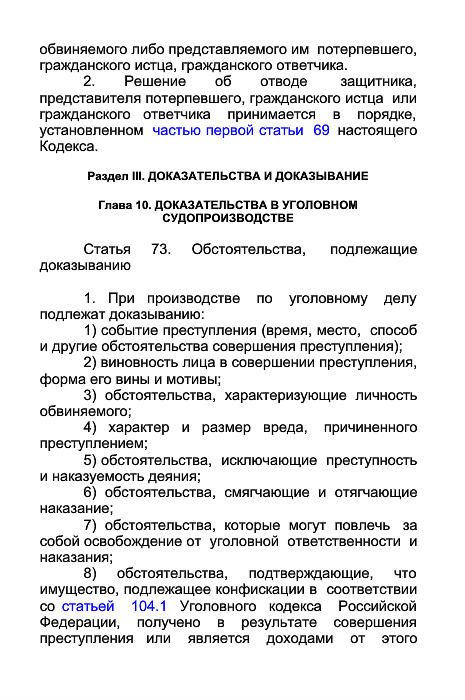 обвиняемого либо представляемого им потерпевшего,
гражданского истца, гражданского ответчика.
2. Решение об отводе защитника,
представителя потерпевшего, гражданского истца или
гражданского ответчика принимается в порядке,
установленном частью первой статьи 69 настоящего
Кодекса.
Раздел III. ДОКАЗАТЕЛЬСТВА И ДОКАЗЫВАНИЕ
Глава 10. ДОКАЗАТЕЛЬСТВА В УГОЛОВНОМ
СУДОПРОИЗВОДСТВЕ
Статья 73. Обстоятельства, подлежащие
доказыванию
1. При производстве по уголовному делу
подлежат доказыванию:
1) событие преступления (время, место, способ
и другие обстоятельства совершения преступления);
2) виновность лица в совершении преступления,
форма его вины и мотивы;
3) обстоятельства, характеризующие личность
обвиняемого;
4) характер и размер вреда, причиненного
преступлением;
5) обстоятельства, исключающие преступность
и наказуемость деяния;
6) обстоятельства, смягчающие и отягчающие
наказание;
7) обстоятельства, которые могут повлечь за
собой освобождение от уголовной ответственности и
наказания;
8) обстоятельства, подтверждающие, что
имущество, подлежащее конфискации в соответствии
со статьей 104.1 Уголовного кодекса Российской
Федерации, получено в результате совершения
преступления или является доходами от этого